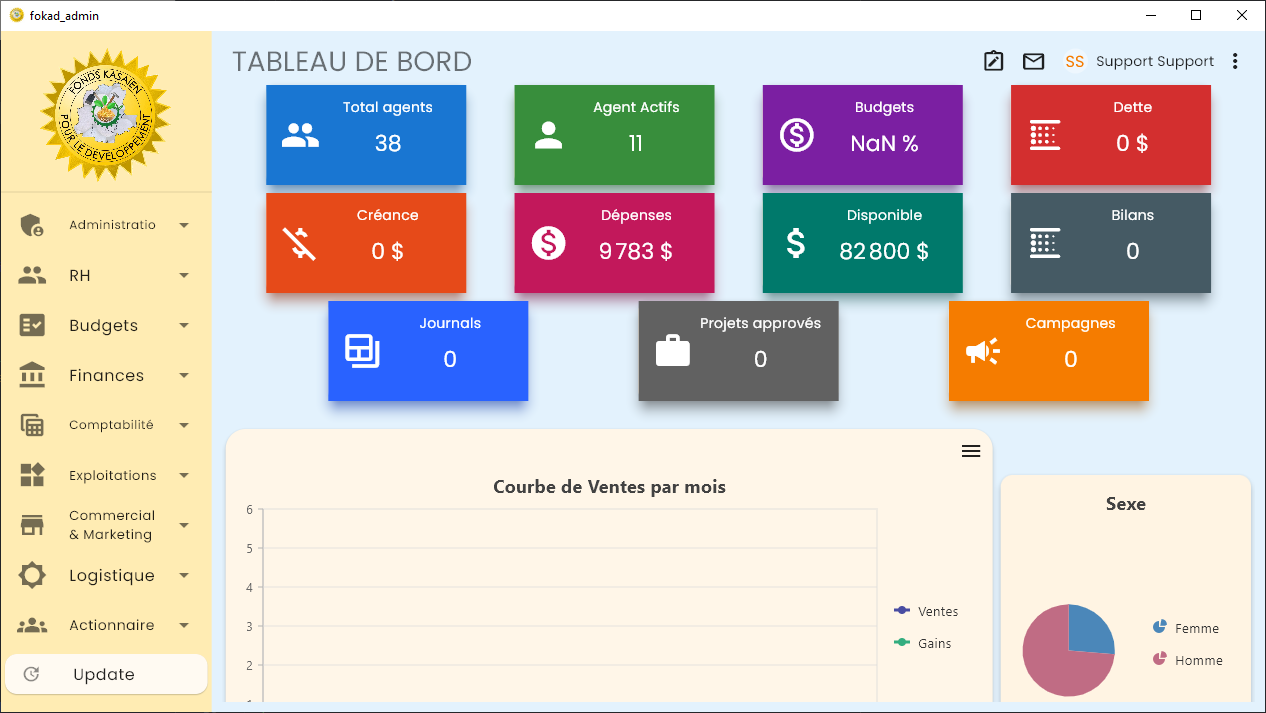 fokad_admin
FONDS KASAIEN
POUR LE DEVELOPPEMENT
TABLEAU DE BORD
SS Support Support
Total agents
38
Agent Actifs
11
Budgets
NaN %
Dette
0 $
Créance
0 $
Dépenses
9 783 $
Disponible
82 800 $
Bilans
0
Journals
0
Projets approvés
0
Campagnes
0
Administratio
RH
Budgets
Finances
Comptabilité
Exploitations
Commercial
& Marketing
Logistique
Actionnaire
Update
Courbe de Ventes par mois
6
5
4
3
2
Ventes
Gains
Sexe
Femme
Homme